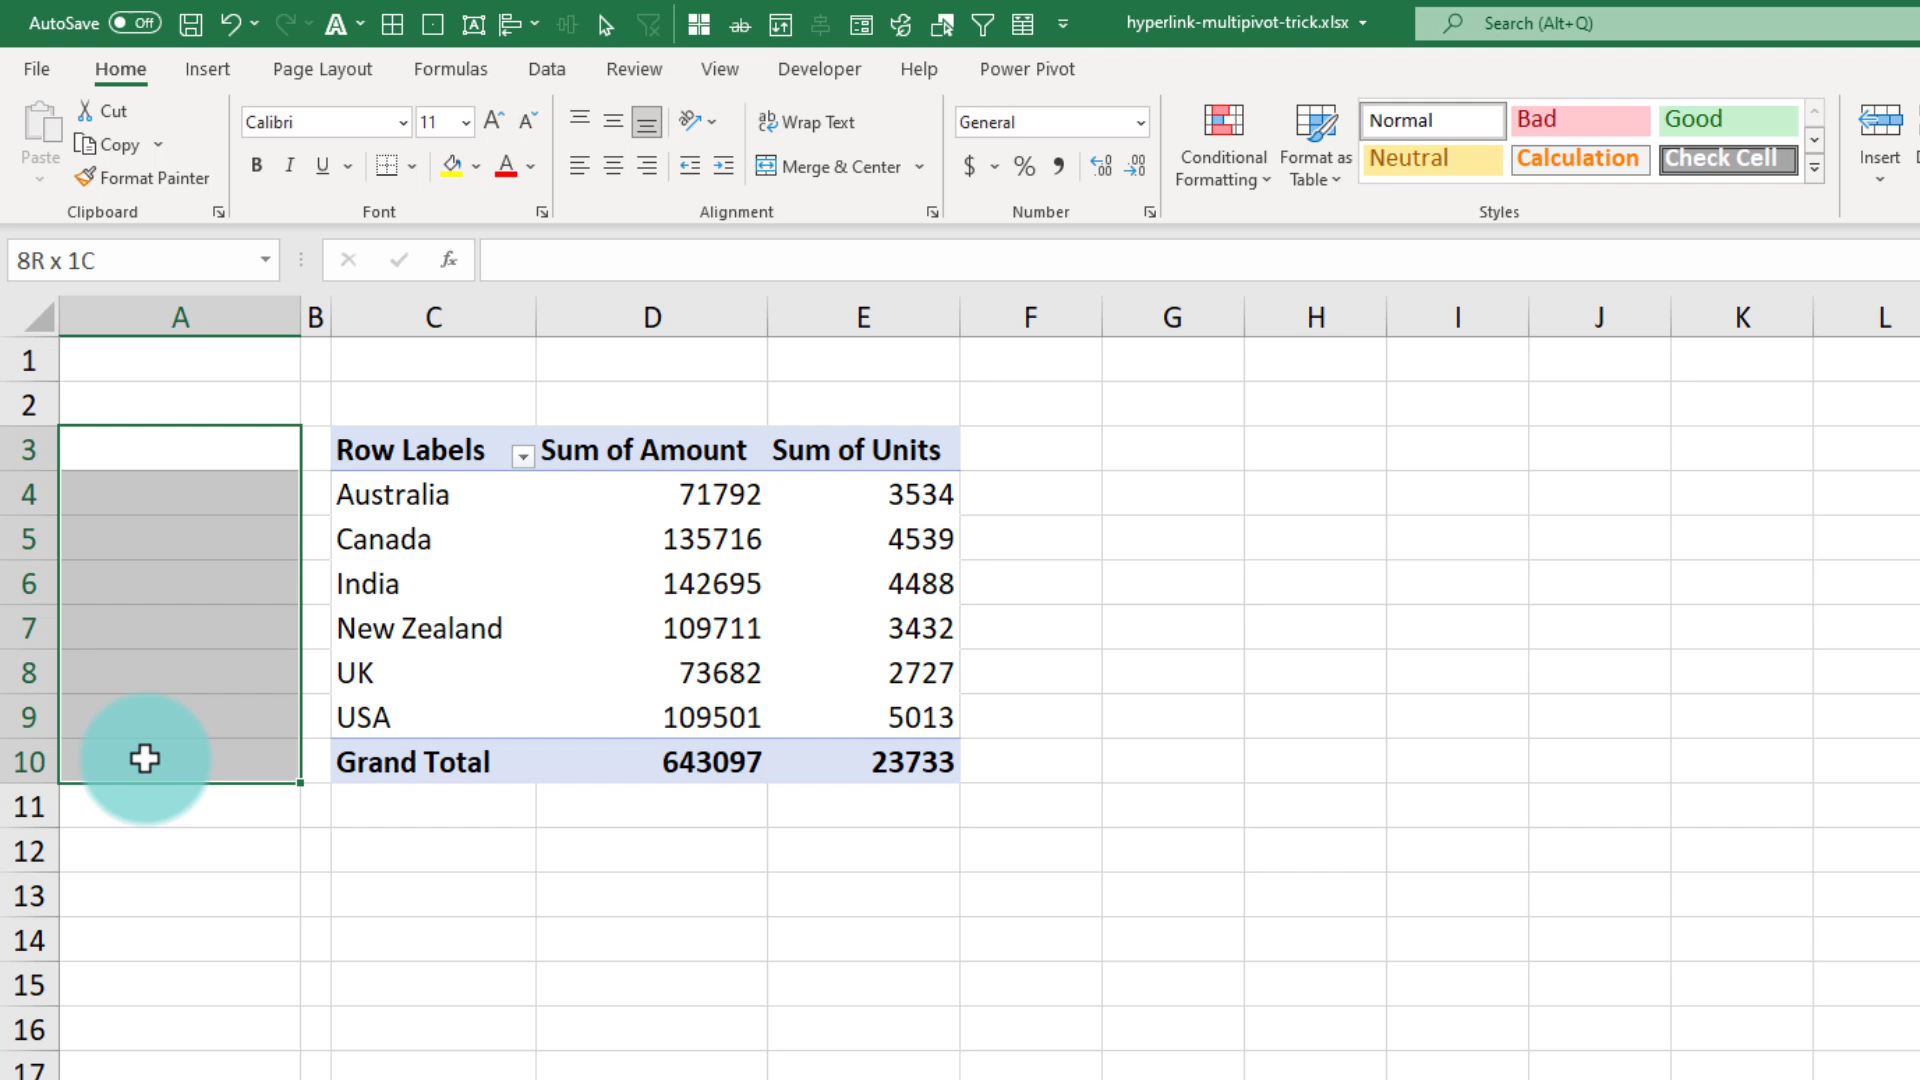 AutoSave Off hyperlink-multipivot-trick.xlsx Search (Alt+Q)
File Home Insert Page Layout Formulas Data Review View Developer Help Power Pivot
Paste
Cut
Copy
Format Painter
Clipboard
Calibri 11
B I U
Font
Wrap Text
Merge & Center
Alignment
General
$ % ,
Number
Conditional Formatting
Format as Table
Normal Bad Good
Neutral Calculation Check Cell
Styles
Insert
8R x 1C fx
A B C D E F G H I J K L
1
2
3 Row Labels Sum of Amount Sum of Units
4 Australia 71792 3534
5 Canada 135716 4539
6 India 142695 4488
7 New Zealand 109711 3432
8 UK 73682 2727
9 USA 109501 5013
10 Grand Total 643097 23733
11
12
13
14
15
16
17